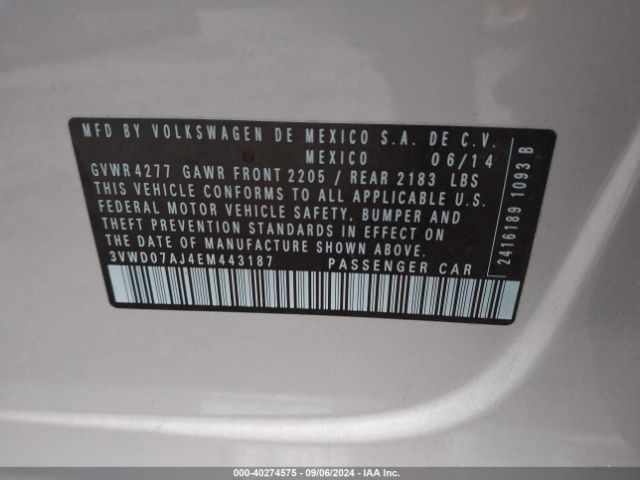 MFD BY VOLKSWAGEN DE MEXICO S.A. DE C.V.
MEXICO 06/14
GVWR 4277 GAWR FRONT 2205 / REAR 2183 LBS
THIS VEHICLE CONFORMS TO ALL APPLICABLE U.S.
FEDERAL MOTOR VEHICLE SAFETY, BUMPER AND
THEFT PREVENTION STANDARDS IN EFFECT ON
THE DATE OF MANUFACTURE SHOWN ABOVE.
3VWD07AJ4EM443187 PASSENGER CAR
2416189 1093 B
000-40274575 - 09/06/2024 - IAA Inc.